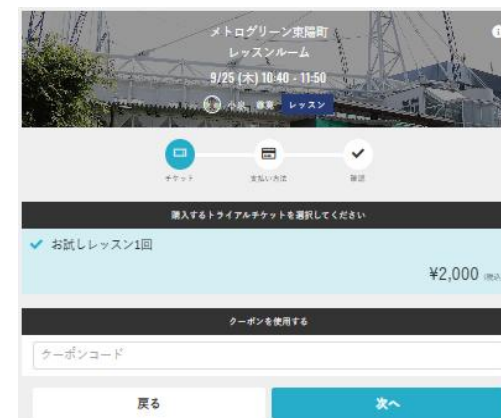 メトログリーン東陽町
レッスンルーム
9/25 (木) 10:40 - 11:50
小泉 レッスン
チケット 支払い方法 確認
購入するトライアルチケットを選択してください
お試しレッスン1回
¥2,000 (税込
クーポンを使用する
クーポンコード
戻る 次へ